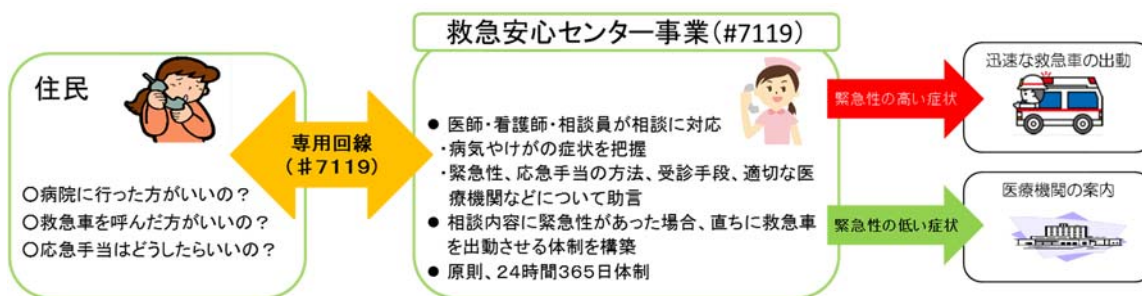 救急安心センター事業(#7119)
住民
○病院に行った方がいいの?
○救急車を呼んだ方がいいの?
○応急手当はどうしたらいいの?
専用回線
(#7119)
● 医師・看護師・相談員が相談に対応
・病気やけがの症状を把握
・緊急性、応急手当の方法、受診手段、適切な医
療機関などについて助言
● 相談内容に緊急性があった場合、直ちに救急車
を出動させる体制を構築
● 原則、24時間365日体制
緊急性の高い症状
迅速な救急車の出動
緊急性の低い症状
医療機関の案内